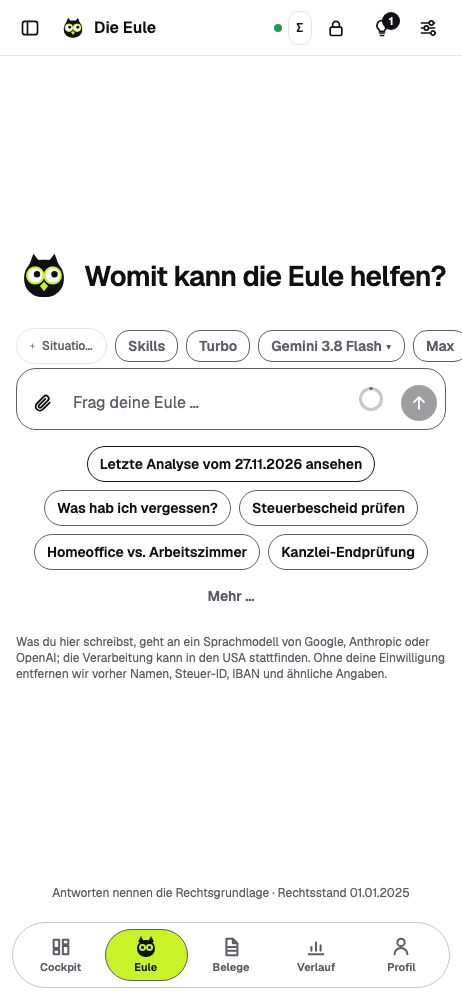 Die Eule
Σ
1
Womit kann die Eule helfen?
+ Situatio...
Skills
Turbo
Gemini 3.8 Flash ▾
Max
Frag deine Eule ...
Letzte Analyse vom 27.11.2026 ansehen
Was hab ich vergessen?
Steuerbescheid prüfen
Homeoffice vs. Arbeitszimmer
Kanzlei-Endprüfung
Mehr ...
Was du hier schreibst, geht an ein Sprachmodell von Google, Anthropic oder
OpenAI; die Verarbeitung kann in den USA stattfinden. Ohne deine Einwilligung
entfernen wir vorher Namen, Steuer-ID, IBAN und ähnliche Angaben.
Antworten nennen die Rechtsgrundlage · Rechtsstand 01.01.2025
Cockpit
Eule
Belege
Verlauf
Profil